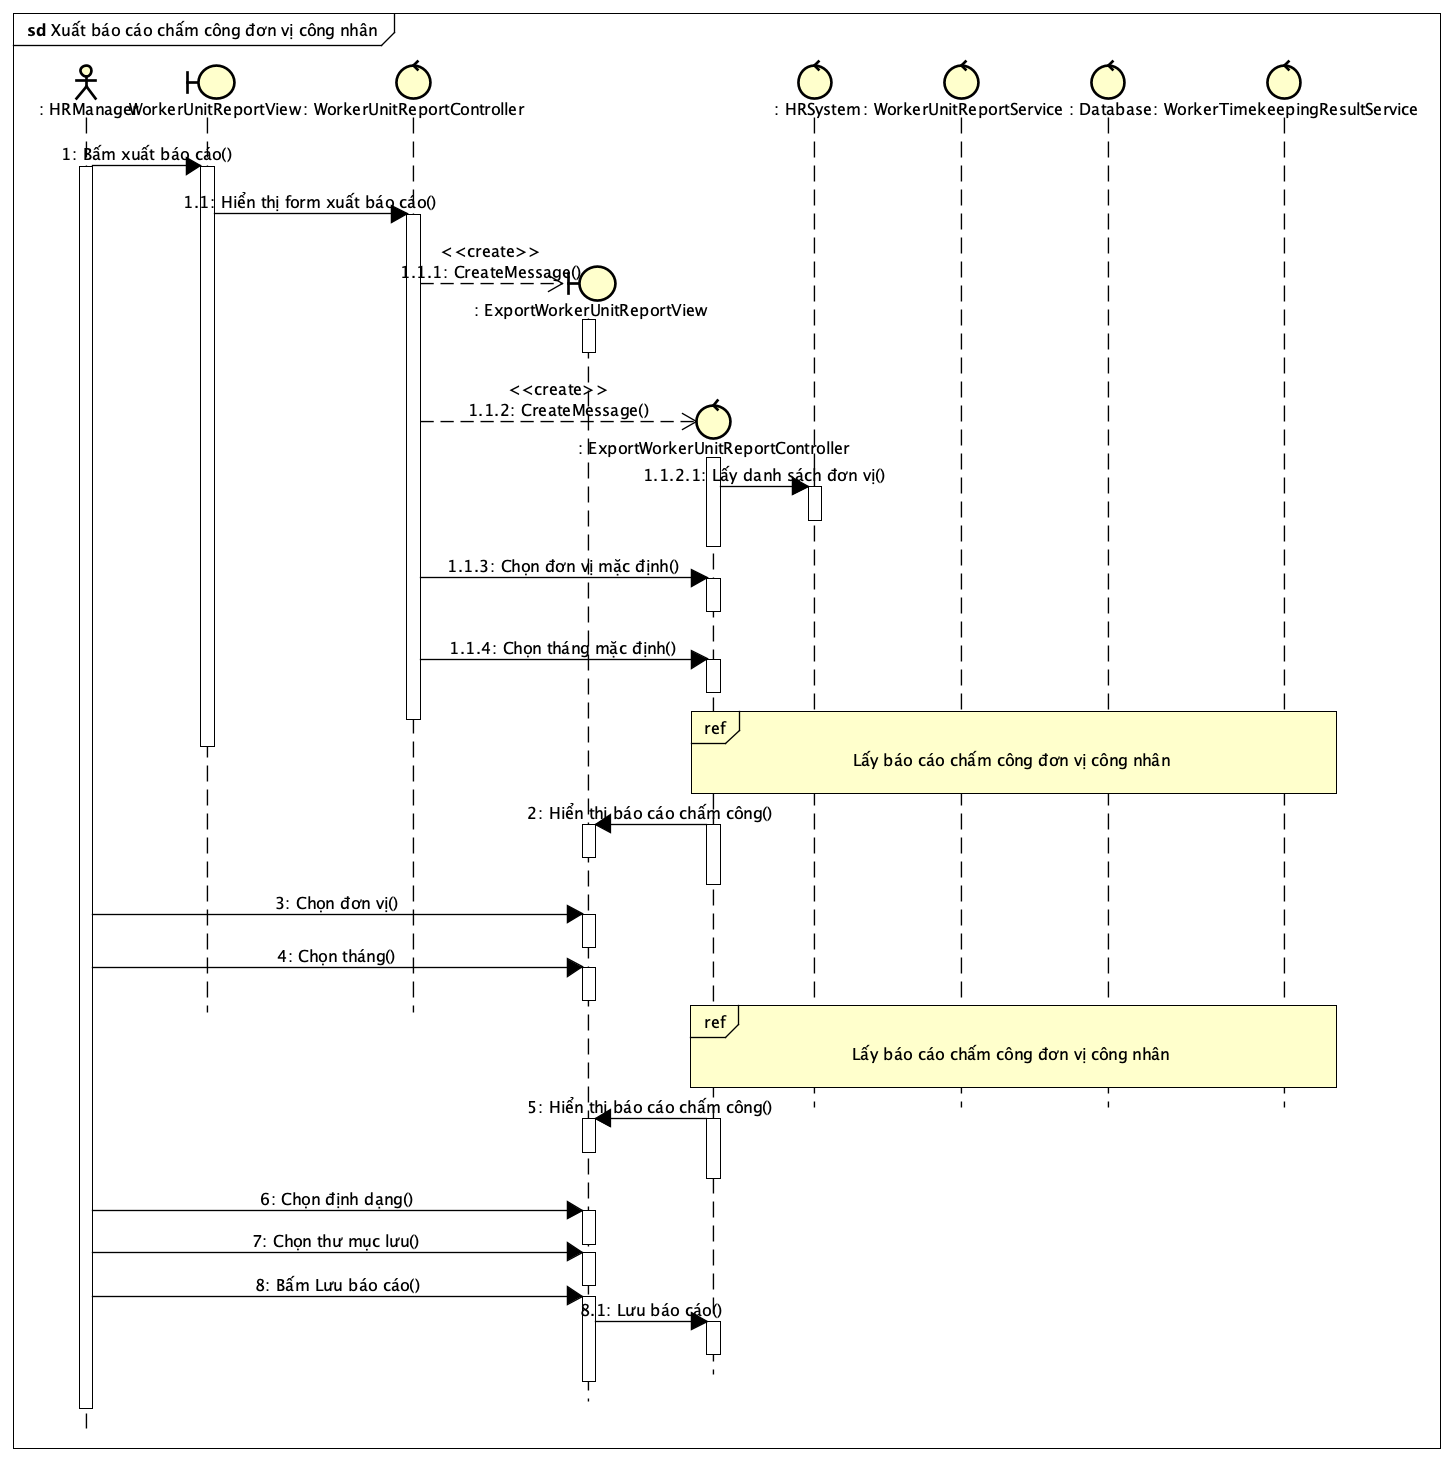 sd Xuất báo cáo chấm công đơn vị công nhân
: HRManager
WorkerUnitReportView
: WorkerUnitReportController
: HRSystem
: WorkerUnitReportService
: Database
: WorkerTimekeepingResultService
1: Bấm xuất báo cáo()
1.1: Hiển thị form xuất báo cáo()
<<create>>
1.1.1: CreateMessage()
: ExportWorkerUnitReportView
<<create>>
1.1.2: CreateMessage()
: ExportWorkerUnitReportController
1.1.2.1: Lấy danh sách đơn vị()
1.1.3: Chọn đơn vị mặc định()
1.1.4: Chọn tháng mặc định()
ref
Lấy báo cáo chấm công đơn vị công nhân
2: Hiển thị báo cáo chấm công()
3: Chọn đơn vị()
4: Chọn tháng()
ref
Lấy báo cáo chấm công đơn vị công nhân
5: Hiển thị báo cáo chấm công()
6: Chọn định dạng()
7: Chọn thư mục lưu()
8: Bấm Lưu báo cáo()
8.1: Lưu báo cáo()